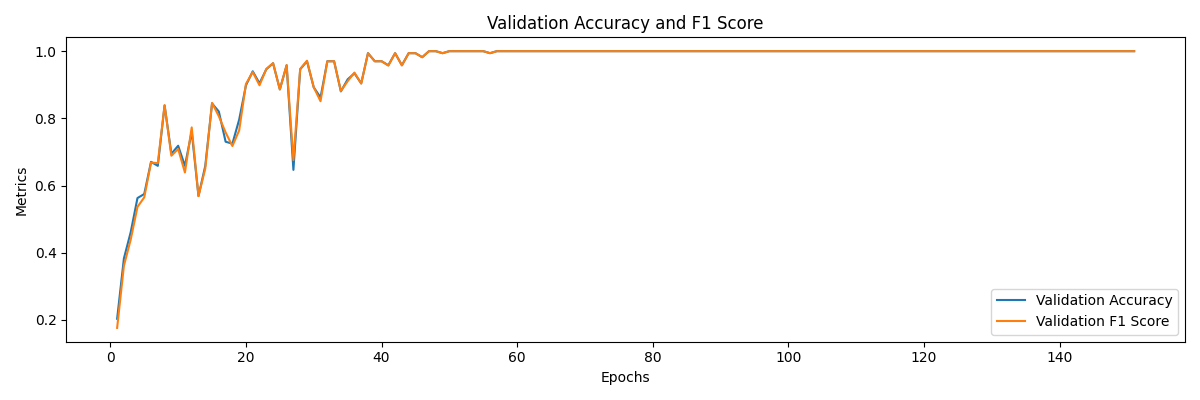 Validation Accuracy and F1 Score
1.0
0.8
0.6
0.4
0.2
Metrics
0 20 40 60 80 100 120 140
Epochs
Validation Accuracy
Validation F1 Score